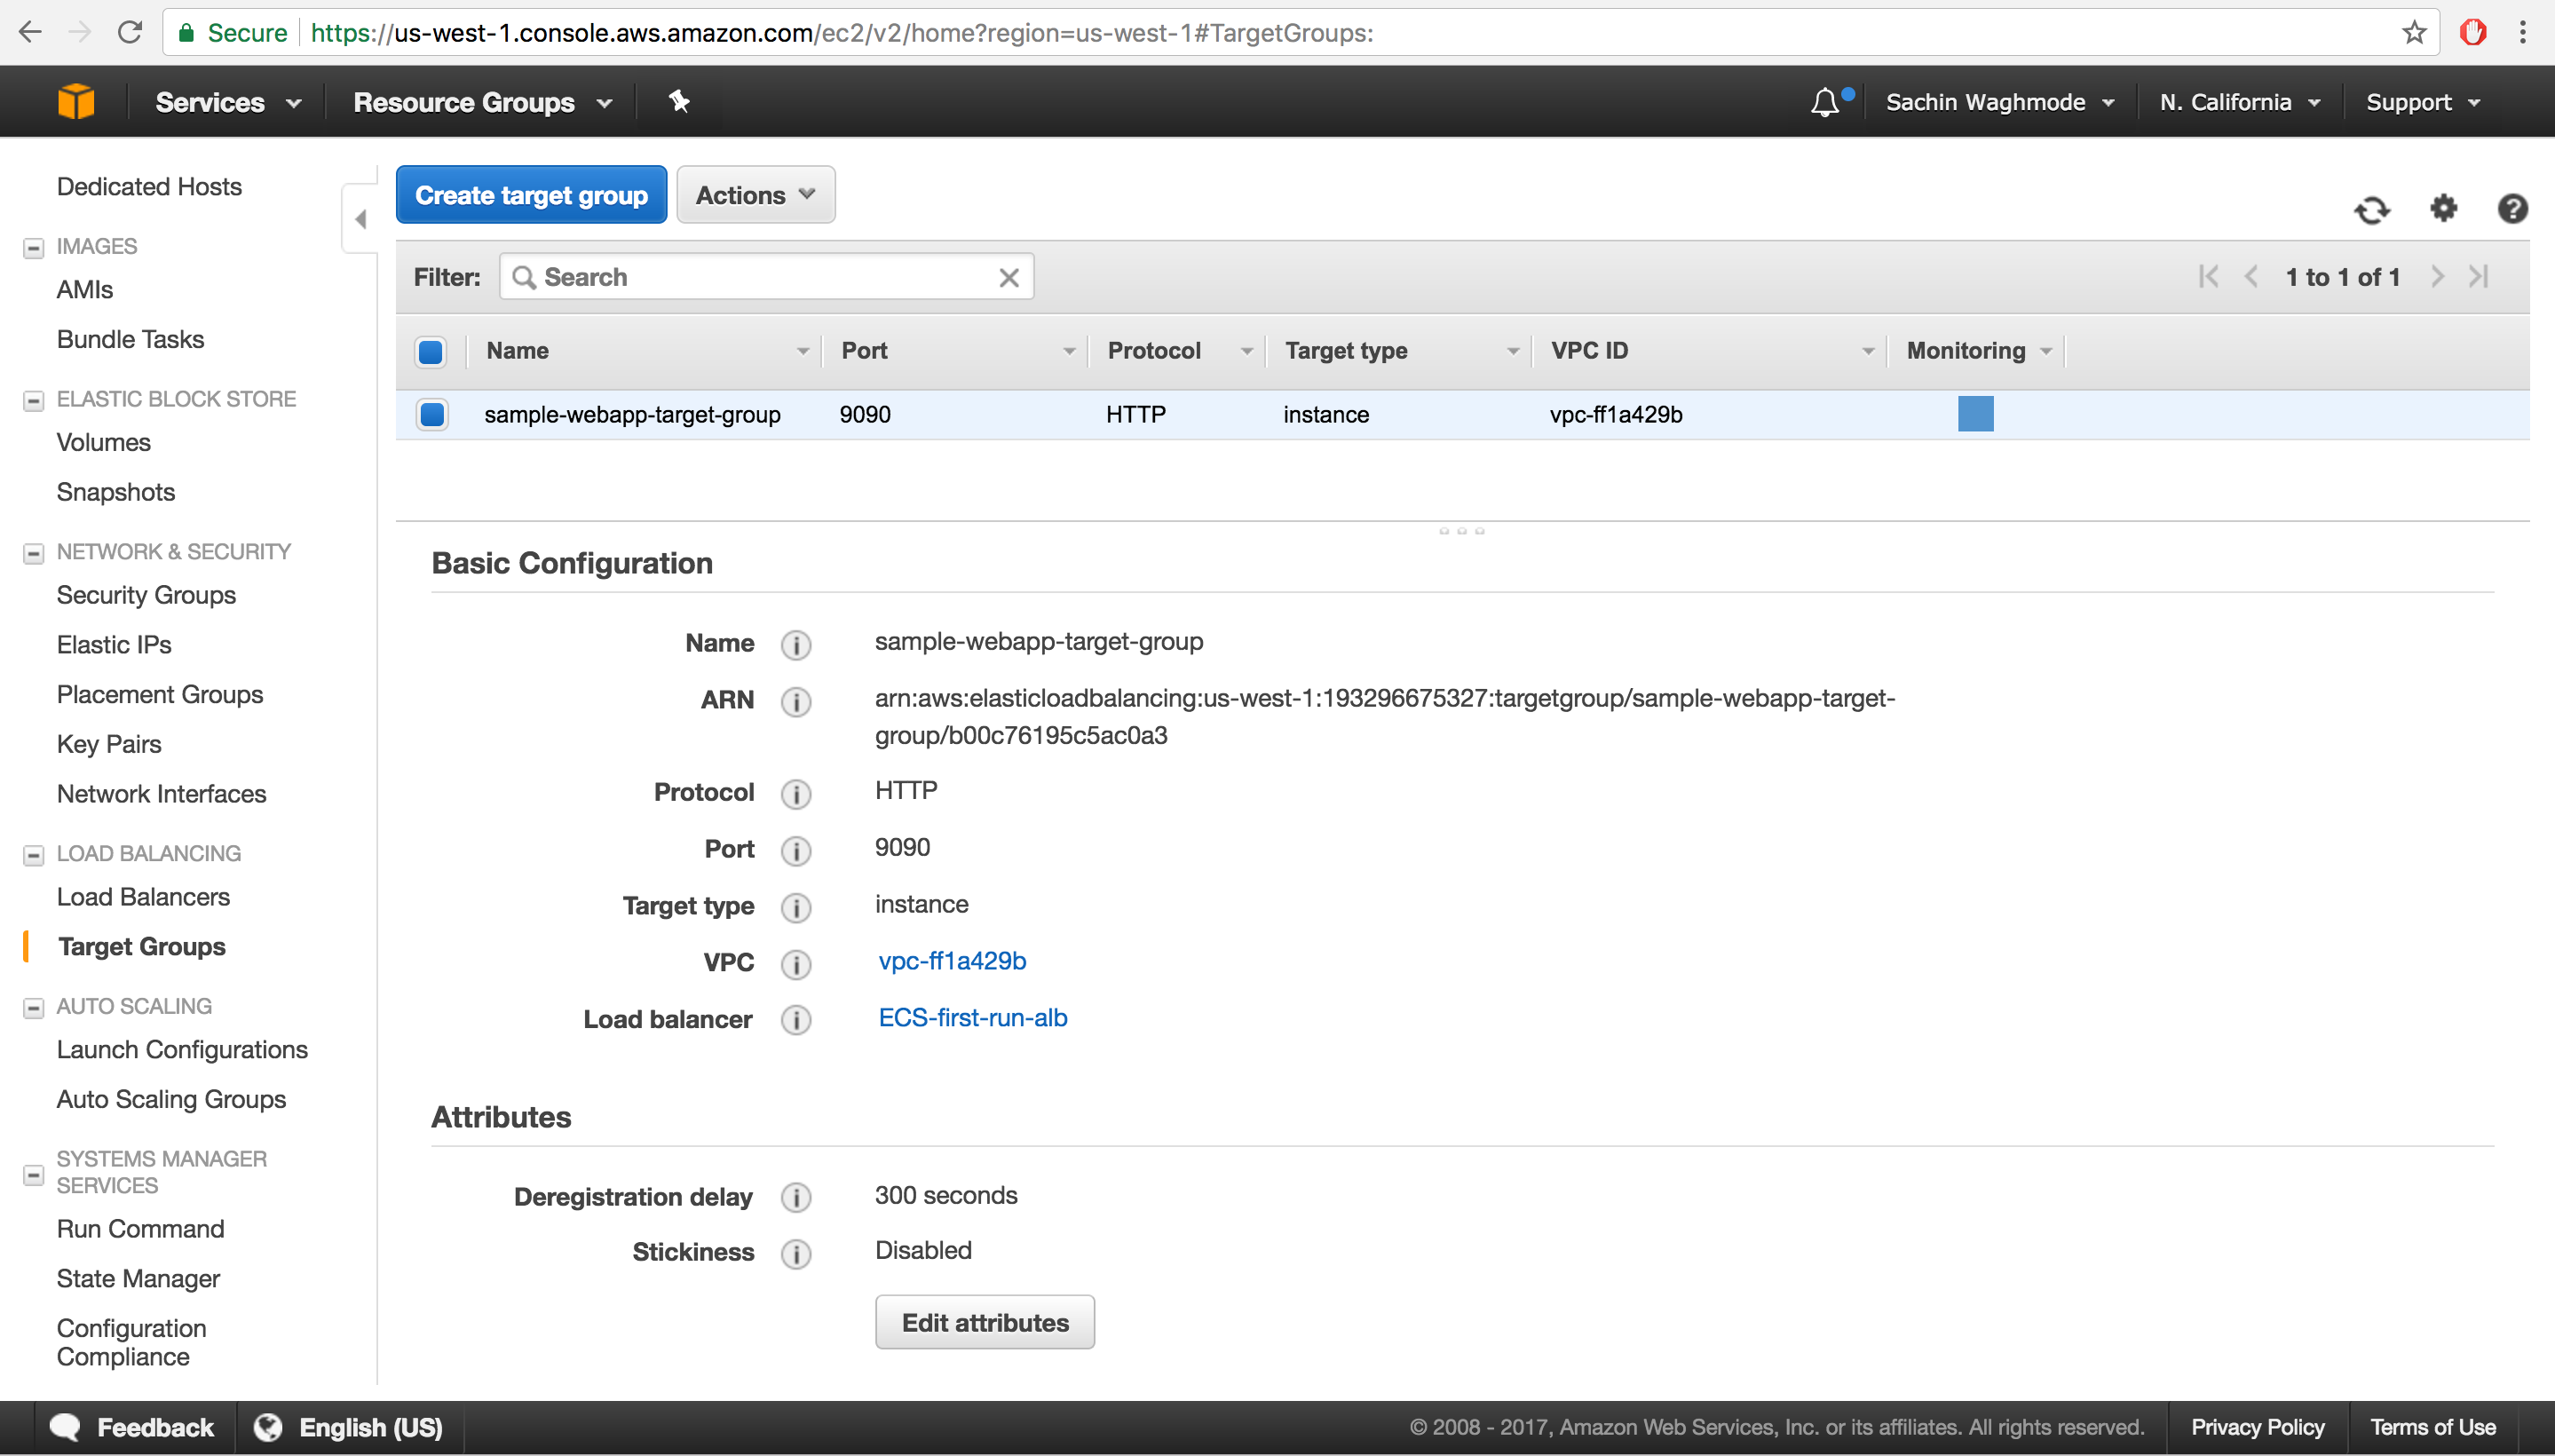 Secure
https://us-west-1.console.aws.amazon.com/ec2/v2/home?region=us-west-1#TargetGroups:
Services
Resource Groups
Sachin Waghmode
N. California
Support
Dedicated Hosts
IMAGES
AMIs
Bundle Tasks
ELASTIC BLOCK STORE
Volumes
Snapshots
NETWORK & SECURITY
Security Groups
Elastic IPs
Placement Groups
Key Pairs
Network Interfaces
LOAD BALANCING
Load Balancers
Target Groups
AUTO SCALING
Launch Configurations
Auto Scaling Groups
SYSTEMS MANAGER
SERVICES
Run Command
State Manager
Configuration
Compliance
Create target group
Actions
Filter:
Search
1 to 1 of 1
Name Port Protocol Target type VPC ID Monitoring
sample-webapp-target-group 9090 HTTP instance vpc-ff1a429b
Basic Configuration
Name sample-webapp-target-group
ARN arn:aws:elasticloadbalancing:us-west-1:193296675327:targetgroup/sample-webapp-target-
group/b00c76195c5ac0a3
Protocol HTTP
Port 9090
Target type instance
VPC vpc-ff1a429b
Load balancer ECS-first-run-alb
Attributes
Deregistration delay 300 seconds
Stickiness Disabled
Edit attributes
Feedback
English (US)
© 2008 - 2017, Amazon Web Services, Inc. or its affiliates. All rights reserved.
Privacy Policy
Terms of Use